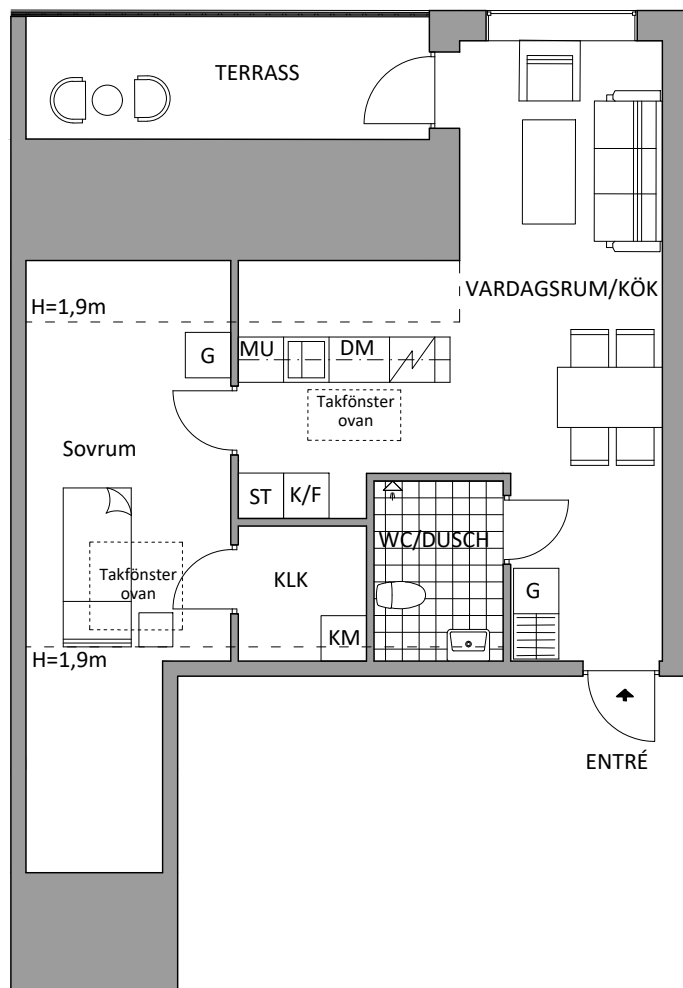 TERRASS
VARDAGSRUM/KÖK
H=1,9m
G
MU
DM
Takfönster
ovan
Sovrum
ST
K/F
WC/DUSCH
Takfönster
ovan
KLK
G
KM
H=1,9m
ENTRÉ